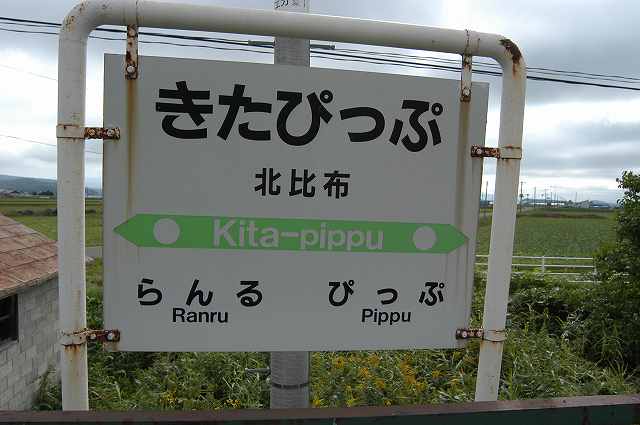 きたぴっぷ
北比布
Kita-pippu
らんる ぴっぷ
Ranru Pippu